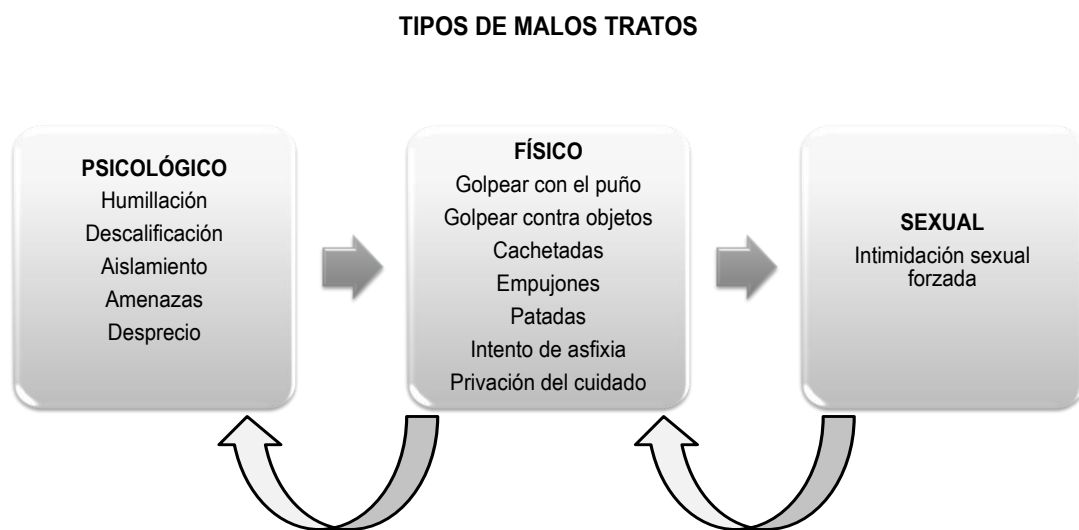 TIPOS DE MALOS TRATOS
PSICOLÓGICO
Humillación
Descalificación
Aislamiento
Amenazas
Desprecio
FÍSICO
Golpear con el puño
Golpear contra objetos
Cachetadas
Empujones
Patadas
Intento de asfixia
Privación del cuidado
SEXUAL
Intimidación sexual
forzada